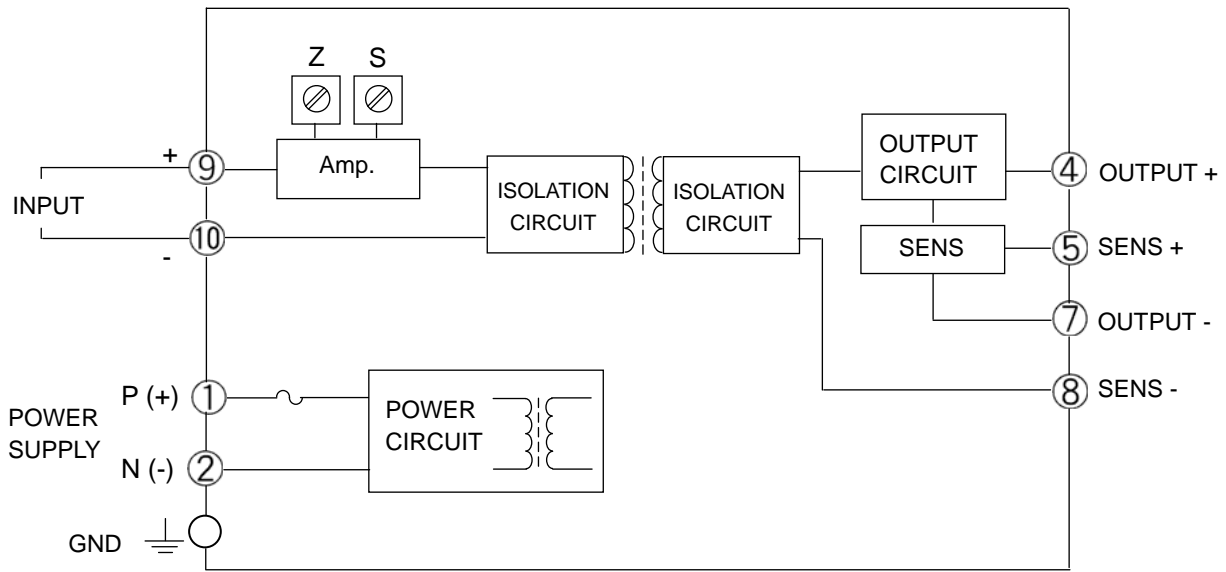 Z
S
+
9
Amp.
INPUT
10
-
ISOLATION
CIRCUIT
ISOLATION
CIRCUIT
OUTPUT
CIRCUIT
4
OUTPUT +
SENS
5
SENS +
7
OUTPUT -
8
SENS -
P (+)
1
POWER
SUPPLY
N (-)
2
POWER
CIRCUIT
GND